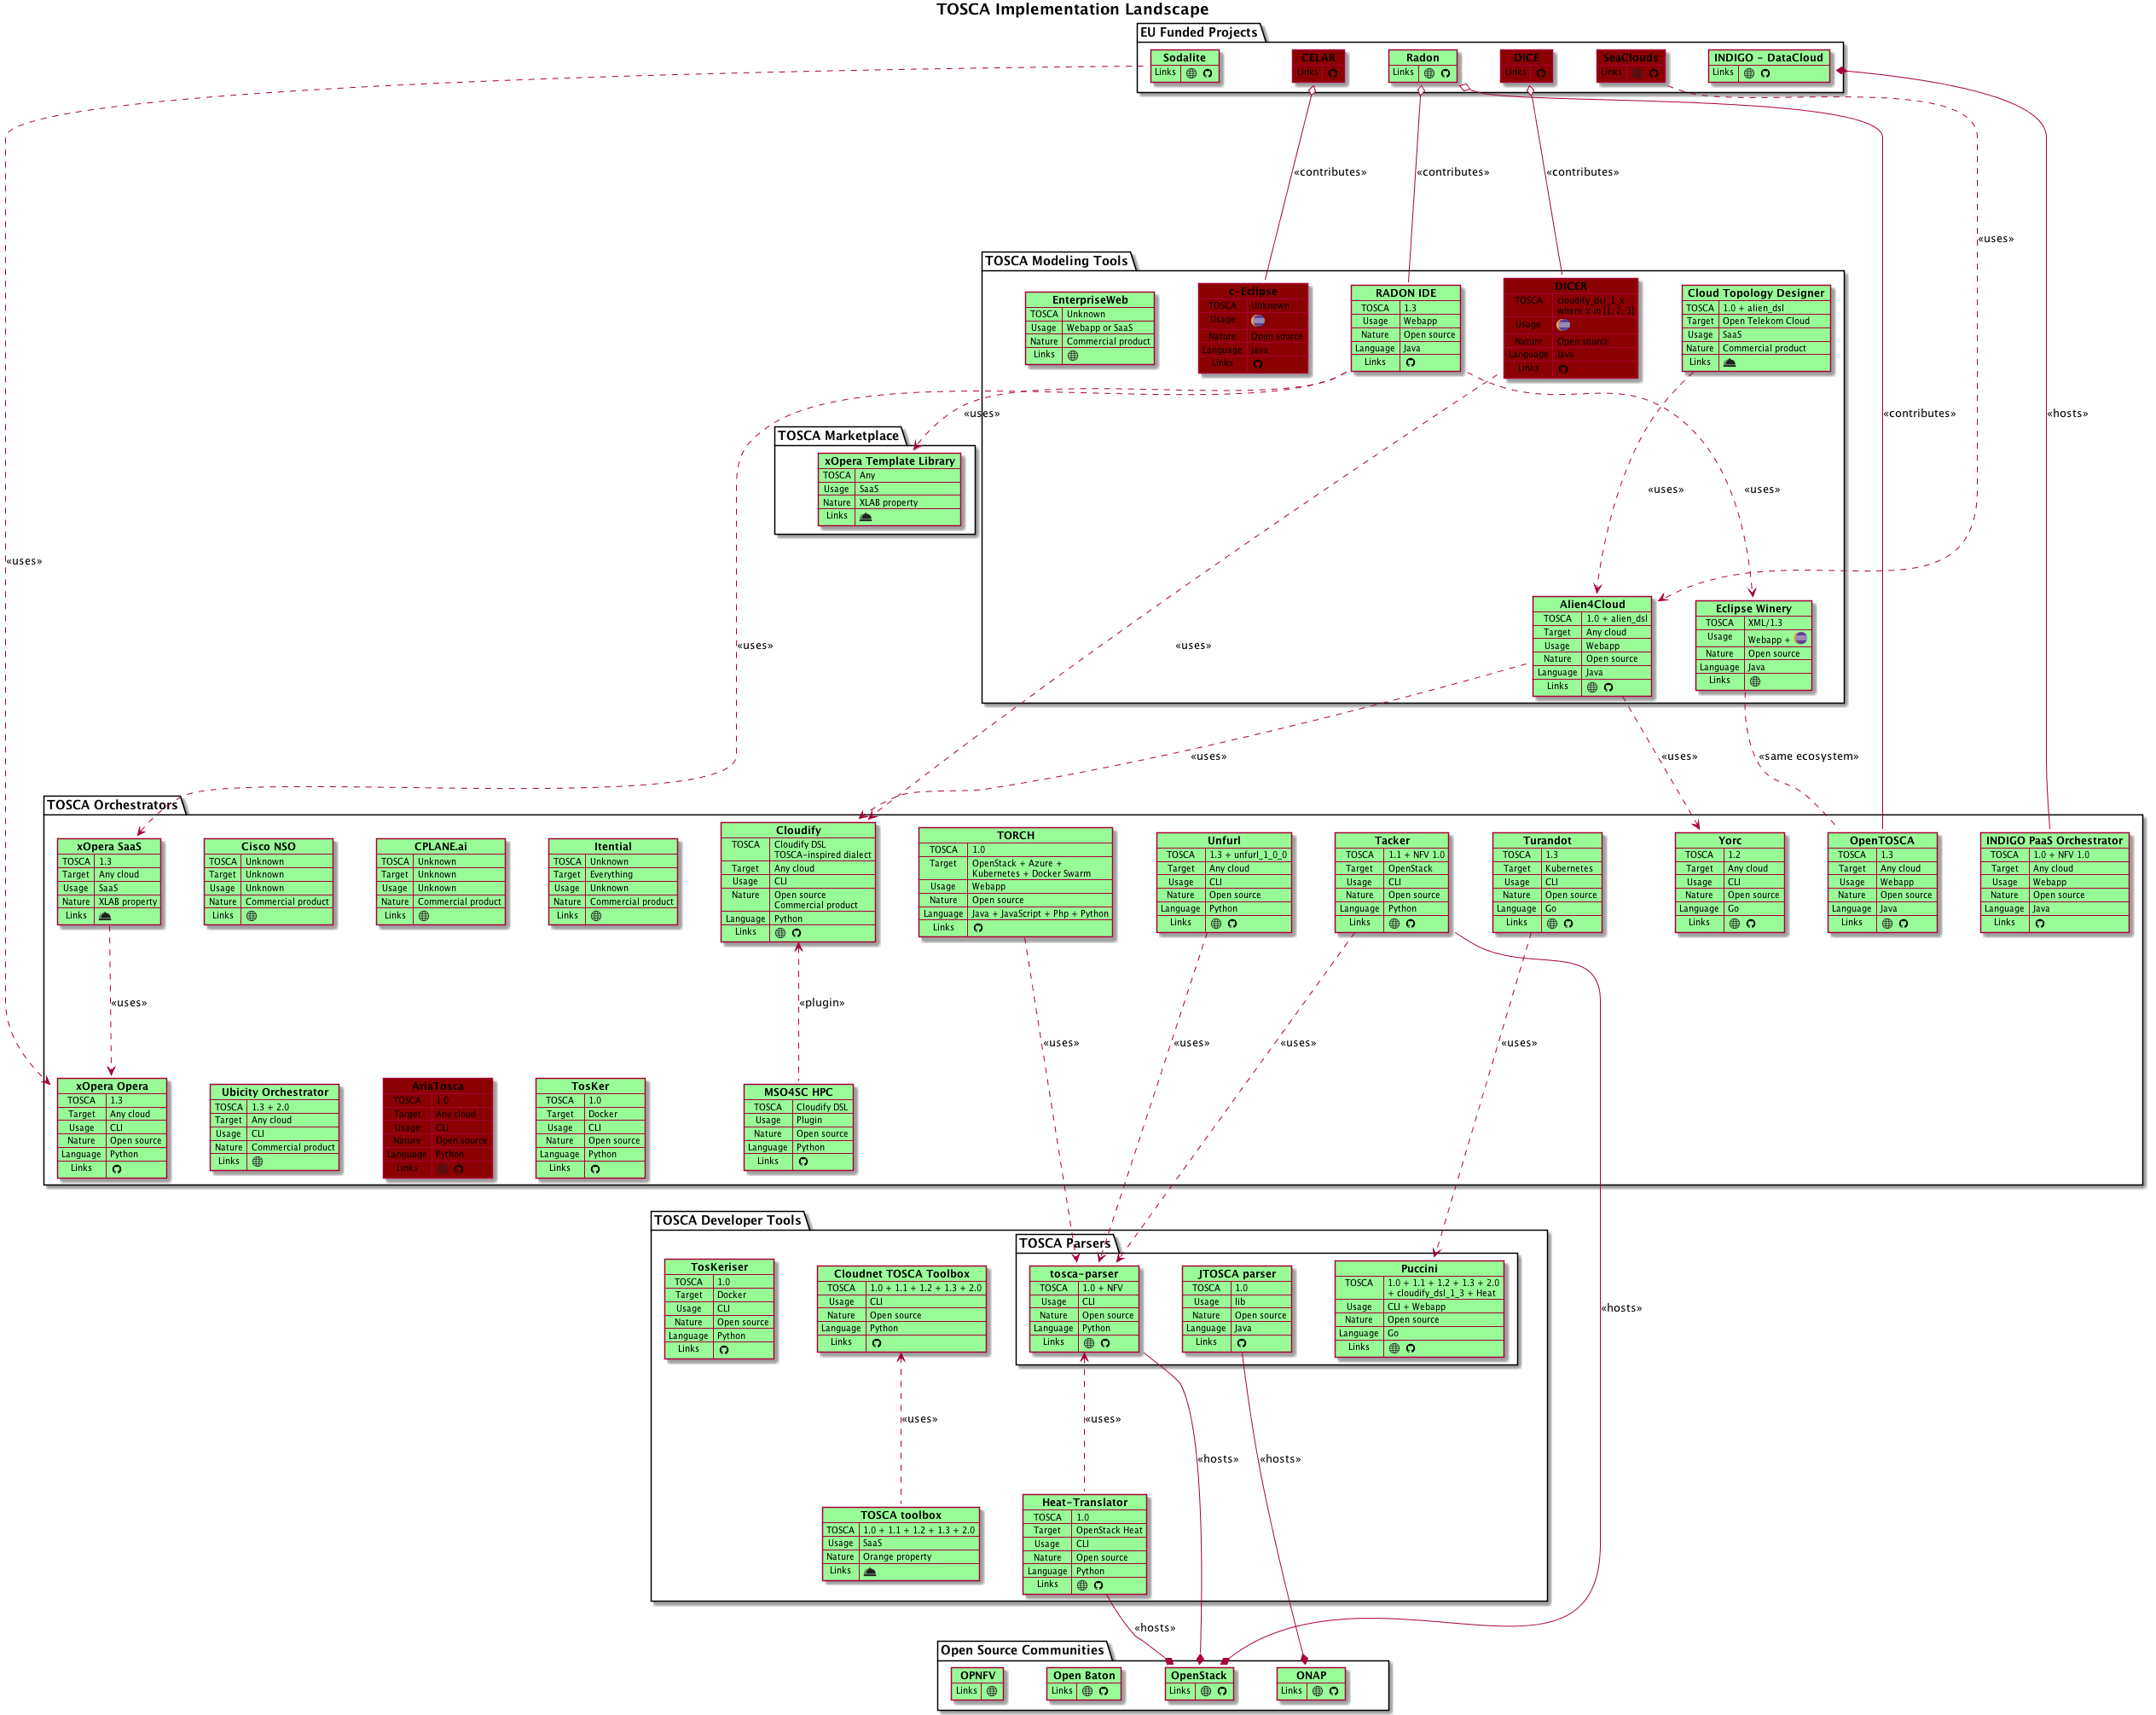 TOSCA Implementation Landscape
EU Funded Projects
Sodalite
Links
CELAR
Links
Radon
Links
DICE
Links
SeaClouds
Links
INDIGO - DataCloud
Links
«contributes»
«contributes»
«contributes»
«uses»
TOSCA Modeling Tools
EnterpriseWeb
TOSCA Unknown
Usage Webapp or SaaS
Nature Commercial product
Links
c-Eclipse
TOSCA Unknown
Usage
Nature Open source
Language Java
Links
RADON IDE
TOSCA 1.3
Usage Webapp
Nature Open source
Language Java
Links
DICER
TOSCA cloudify_dsl_1_x
where x in [1, 2, 3]
Usage
Nature Open source
Language Java
Links
Cloud Topology Designer
TOSCA 1.0 + alien_dsl
Target Open Telekom Cloud
Usage SaaS
Nature Commercial product
Links
«uses»
«contributes»
«hosts»
TOSCA Marketplace
xOpera Template Library
TOSCA Any
Usage SaaS
Nature XLAB property
Links
«uses»
«uses»
«uses»
Alien4Cloud
TOSCA 1.0 + alien_dsl
Target Any cloud
Usage Webapp
Nature Open source
Language Java
Links
Eclipse Winery
TOSCA XML/1.3
Usage Webapp +
Nature Open source
Language Java
Links
«uses»
«uses»
«uses»
«uses»
«same ecosystem»
TOSCA Orchestrators
xOpera SaaS
TOSCA 1.3
Target Any cloud
Usage SaaS
Nature XLAB property
Links
Cisco NSO
TOSCA Unknown
Target Unknown
Usage Unknown
Nature Commercial product
Links
CPLANE.ai
TOSCA Unknown
Target Unknown
Usage Unknown
Nature Commercial product
Links
Itential
TOSCA Unknown
Target Everything
Usage Unknown
Nature Commercial product
Links
Cloudify
TOSCA Cloudify DSL
TOSCA-inspired dialect
Target Any cloud
Usage CLI
Nature Open source
Commercial product
Language Python
Links
TORCH
TOSCA 1.0
Target OpenStack + Azure +
Kubernetes + Docker Swarm
Usage Webapp
Nature Open source
Language Java + JavaScript + Php + Python
Links
Unfurl
TOSCA 1.3 + unfurl_1_0_0
Target Any cloud
Usage CLI
Nature Open source
Language Python
Links
Tacker
TOSCA 1.1 + NFV 1.0
Target OpenStack
Usage CLI
Nature Open source
Language Python
Links
Turandot
TOSCA 1.3
Target Kubernetes
Usage CLI
Nature Open source
Language Go
Links
Yorc
TOSCA 1.2
Target Any cloud
Usage CLI
Nature Open source
Language Go
Links
OpenTOSCA
TOSCA 1.3
Target Any cloud
Usage Webapp
Nature Open source
Language Java
Links
INDIGO PaaS Orchestrator
TOSCA 1.0 + NFV 1.0
Target Any cloud
Usage Webapp
Nature Open source
Language Java
Links
«uses»
«plugin»
«uses»
«uses»
«uses»
«uses»
xOpera Opera
TOSCA 1.3
Target Any cloud
Usage CLI
Nature Open source
Language Python
Links
Ubicity Orchestrator
TOSCA 1.3 + 2.0
Target Any cloud
Usage CLI
Nature Commercial product
Links
AriaTosca
TOSCA 1.0
Target Any cloud
Usage CLI
Nature Open source
Language Python
Links
TosKer
TOSCA 1.0
Target Docker
Usage CLI
Nature Open source
Language Python
Links
MSO4SC HPC
TOSCA Cloudify DSL
Usage Plugin
Nature Open source
Language Python
Links
TOSCA Developer Tools
TOSCA Parsers
TosKeriser
TOSCA 1.0
Target Docker
Usage CLI
Nature Open source
Language Python
Links
Cloudnet TOSCA Toolbox
TOSCA 1.0 + 1.1 + 1.2 + 1.3 + 2.0
Usage CLI
Nature Open source
Language Python
Links
tosca-parser
TOSCA 1.0 + NFV
Usage CLI
Nature Open source
Language Python
Links
JTOSCA parser
TOSCA 1.0
Usage lib
Nature Open source
Language Java
Links
Puccini
TOSCA 1.0 + 1.1 + 1.2 + 1.3 + 2.0
+ cloudify_dsl_1_3 + Heat
Usage CLI + Webapp
Nature Open source
Language Go
Links
«hosts»
«uses»
«uses»
«hosts»
«hosts»
TOSCA toolbox
TOSCA 1.0 + 1.1 + 1.2 + 1.3 + 2.0
Usage SaaS
Nature Orange property
Links
Heat-Translator
TOSCA 1.0
Target OpenStack Heat
Usage CLI
Nature Open source
Language Python
Links
«hosts»
Open Source Communities
OPNFV
Links
Open Baton
Links
OpenStack
Links
ONAP
Links